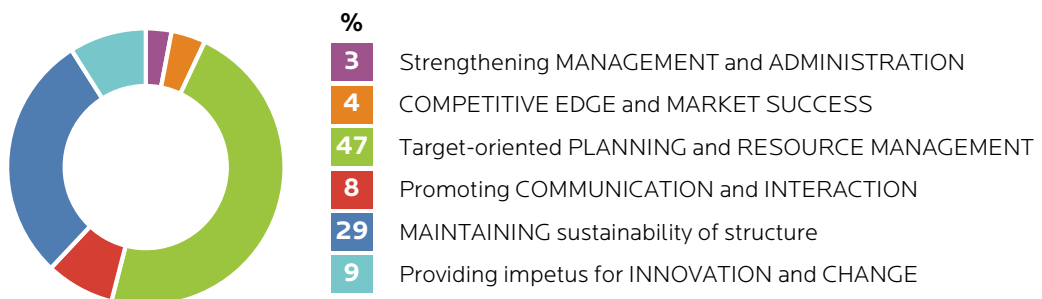 %
3 Strengthening MANAGEMENT and ADMINISTRATION
4 COMPETITIVE EDGE and MARKET SUCCESS
47 Target-oriented PLANNING and RESOURCE MANAGEMENT
8 Promoting COMMUNICATION and INTERACTION
29 MAINTAINING sustainability of structure
9 Providing impetus for INNOVATION and CHANGE